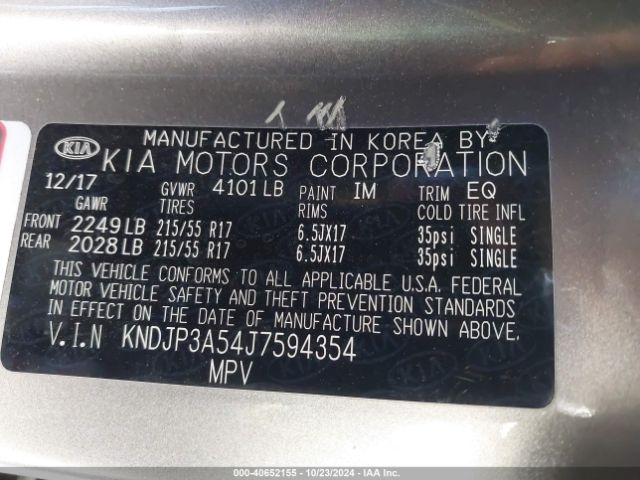 MANUFACTURED IN KOREA BY
KIA KIA MOTORS CORPORATION
12/17 GVWR 4101 LB PAINT IM TRIM EQ
GAWR TIRES RIMS COLD TIRE INFL
FRONT 2249 LB 215/55 R17 6.5JX17 35psi SINGLE
REAR 2028 LB 215/55 R17 6.5JX17 35psi SINGLE
THIS VEHICLE CONFORMS TO ALL APPLICABLE U.S.A. FEDERAL
MOTOR VEHICLE SAFETY AND THEFT PREVENTION STANDARDS
IN EFFECT ON THE DATE OF MANUFACTURE SHOWN ABOVE.
V.I.N KNDJP3A54J7594354
MPV
000-40652155 - 10/23/2024 - IAA Inc.